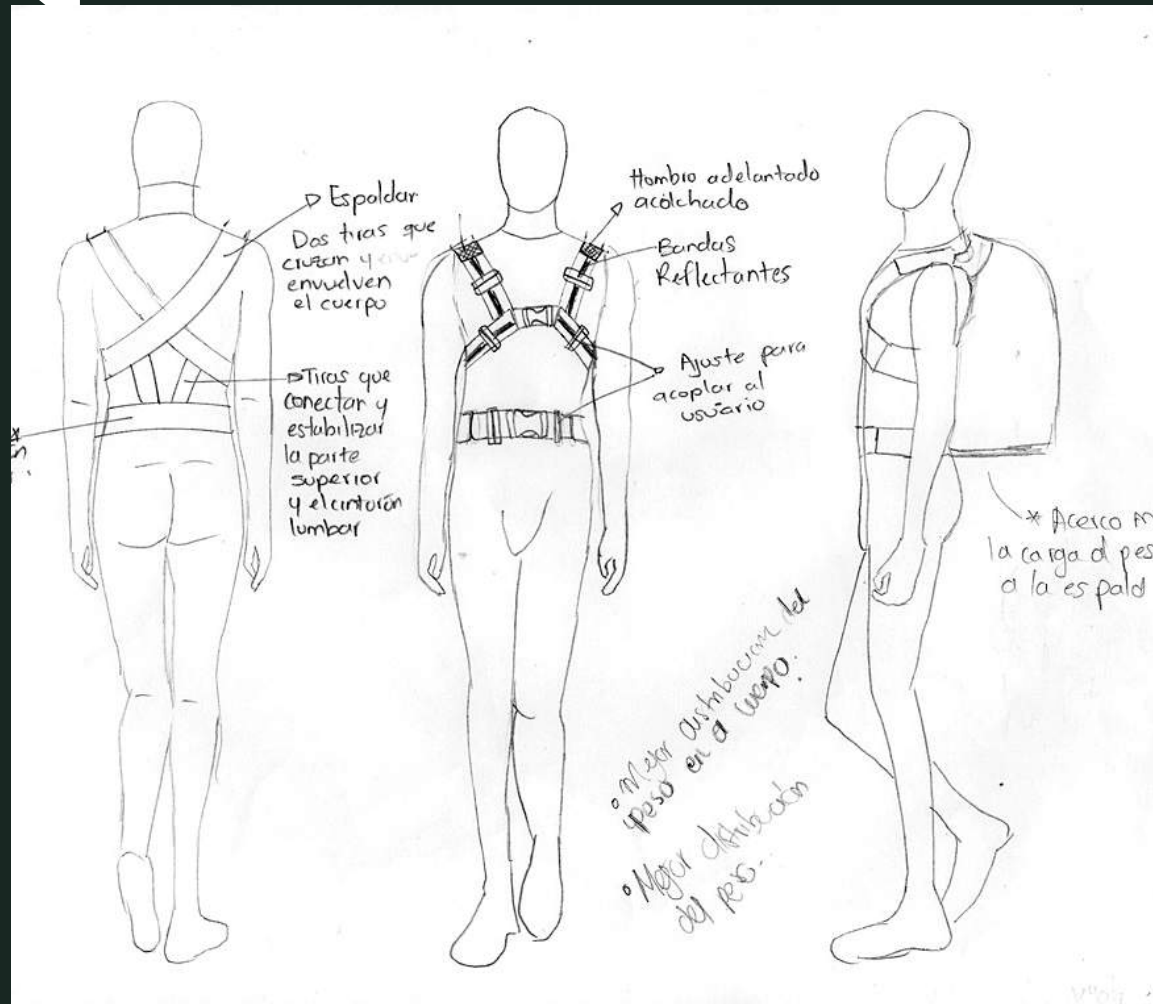 Espaldar
Dos tiras que
cruzan y
envuelven
el cuerpo
Tiras que
conectar y
estabilizar
la parte
superior
y el cinturón
lumbar
Hombro adelantado
acolchado
Bandas
Reflectantes
Ajuste para
acoplar al
usuario
* Acerco
la carga d pes
a la espald
• Mejor distribucion del
peso en el cuerpo.
• Mejor distribución
del peso..